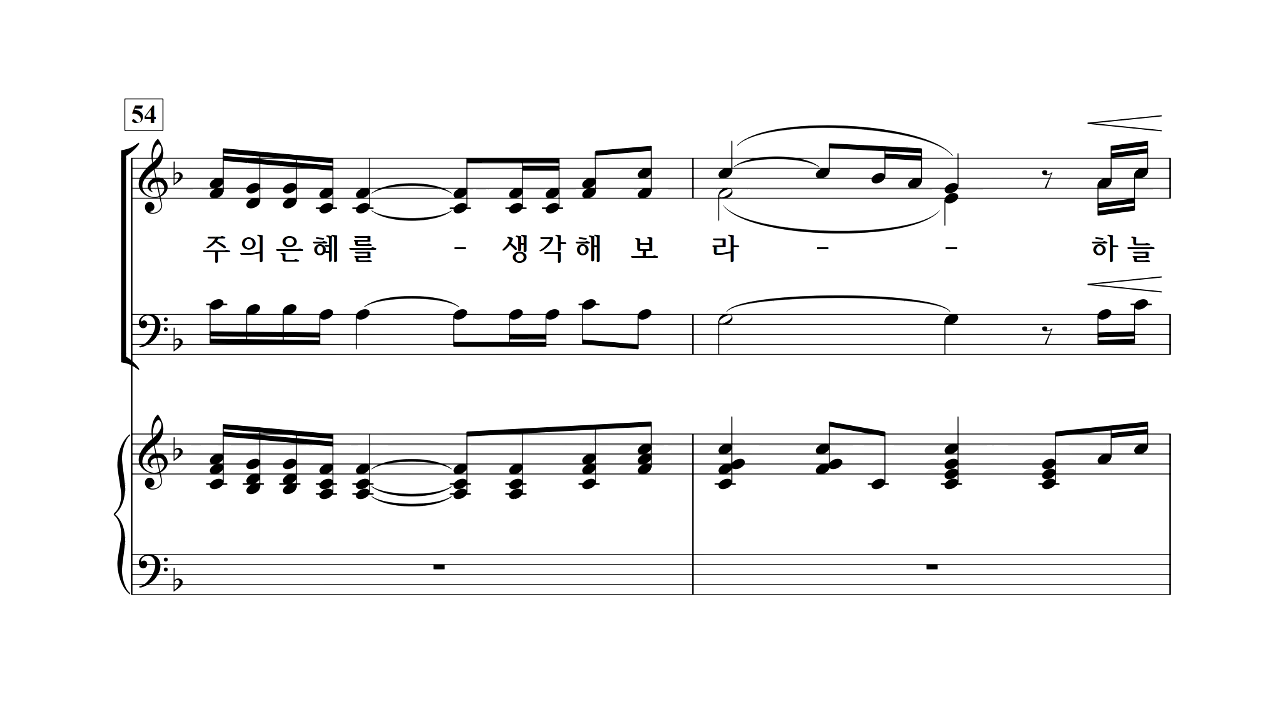 54
주 의 은 혜 를 - 생 각 해 보 라 - - 하 늘